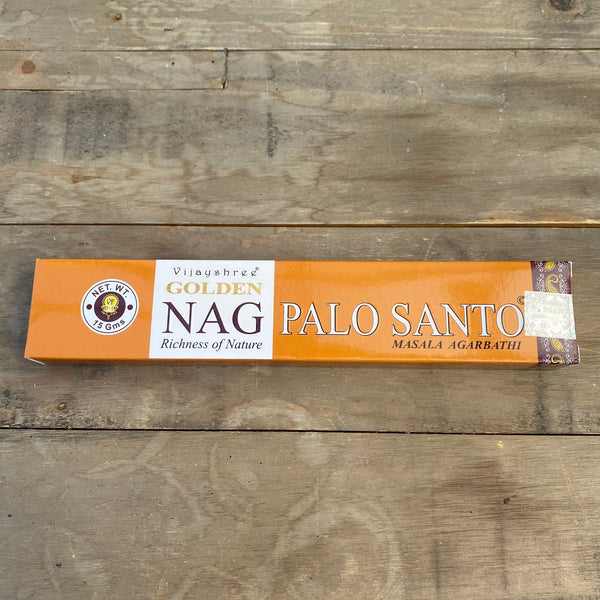 NET. WT.
15 Gms
Vijayshree®
GOLDEN
NAG
Richness of Nature
PALO SANTO©
MASALA AGARBATHI